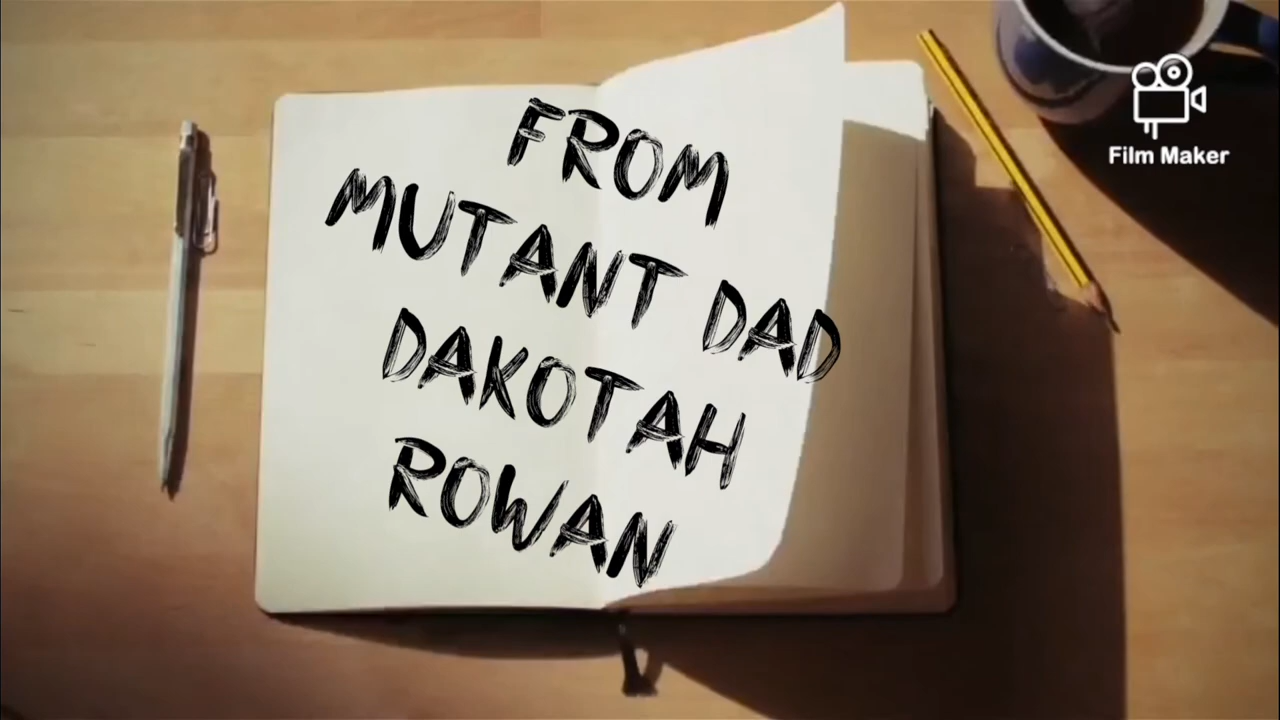 FROM
MUTANT DAD
DAKOTAH
ROWAN
Film Maker